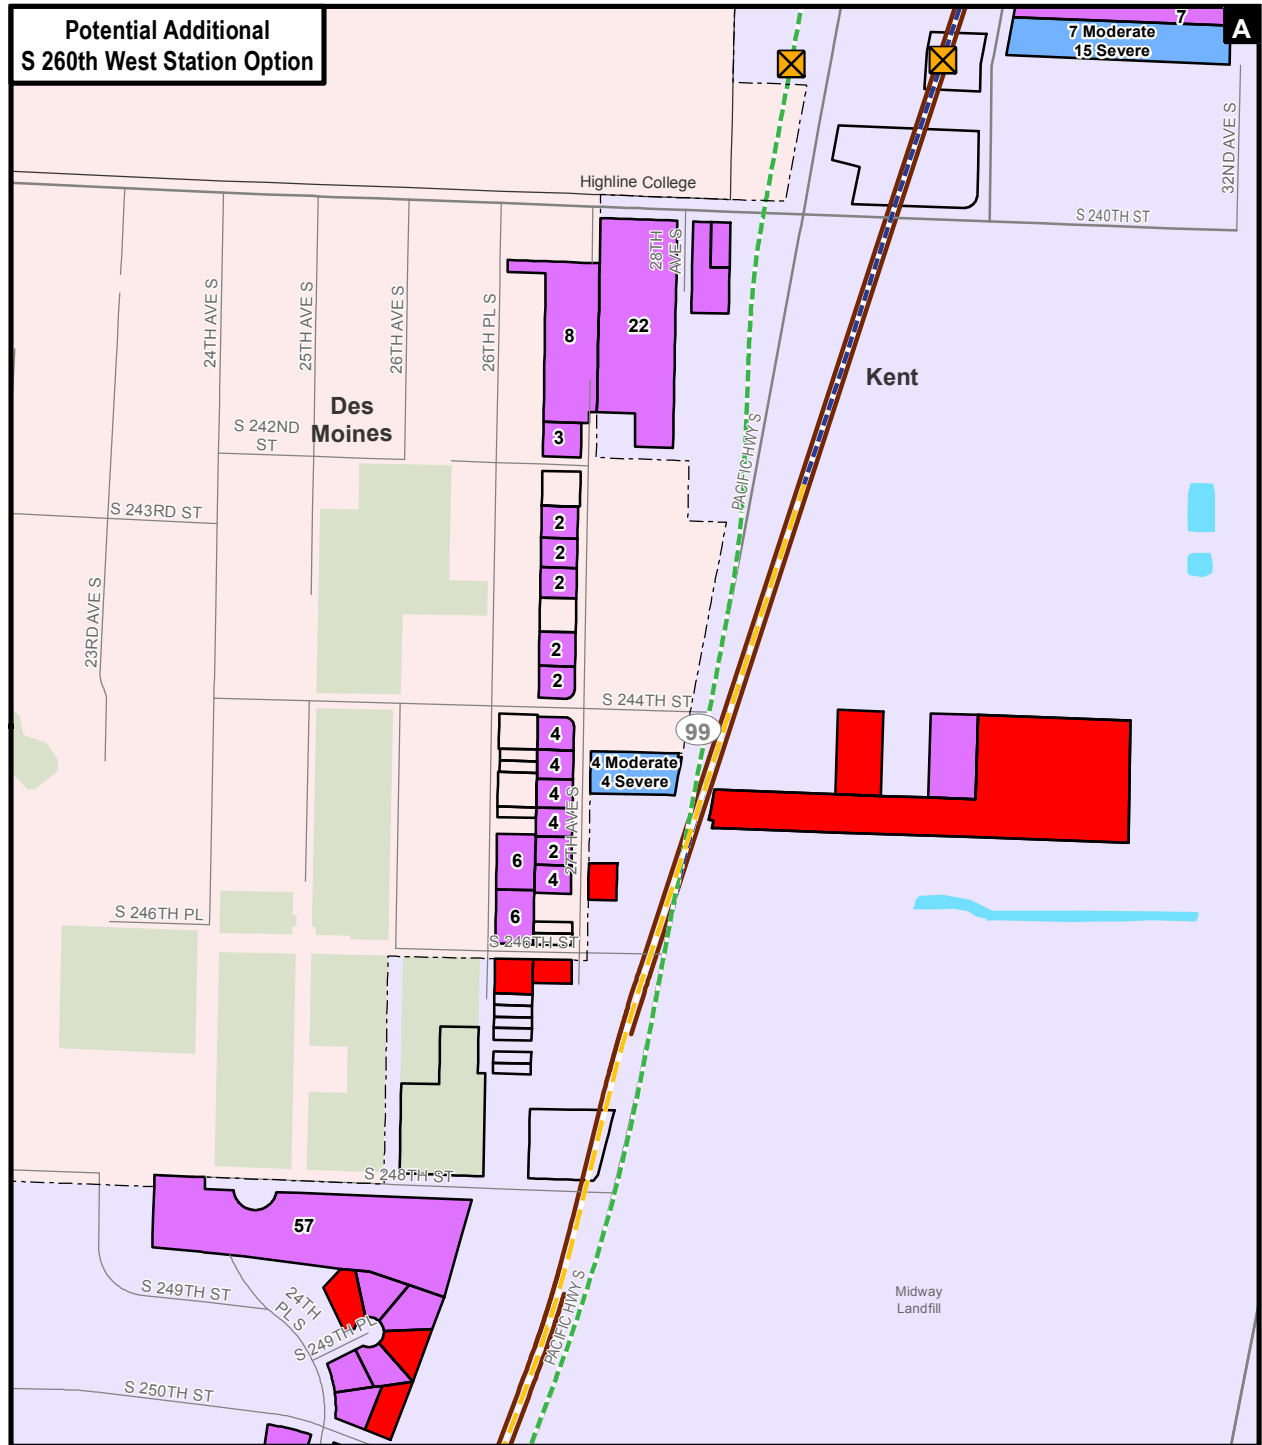 Potential Additional
S 260th West Station Option
7
7 Moderate
15 Severe
A
32ND AVE S
Highline College
S 240TH ST
28TH
AVE S
24TH AVE S
25TH AVE S
26TH AVE S
26TH PL S
8
22
Kent
Des
Moines
S 242ND
ST
3
PACIFIC HWY S
S 243RD ST
2
2
2
23RD AVE S
2
2
S 244TH ST
99
4
4
4 Moderate
4 Severe
4
4
27TH AVE S
2
6
4
6
S 246TH PL
S 246TH ST
S 248TH ST
57
S 249TH ST
24TH
PL S
S 249TH PL
PACIFIC HWY S
Midway
Landfill
S 250TH ST